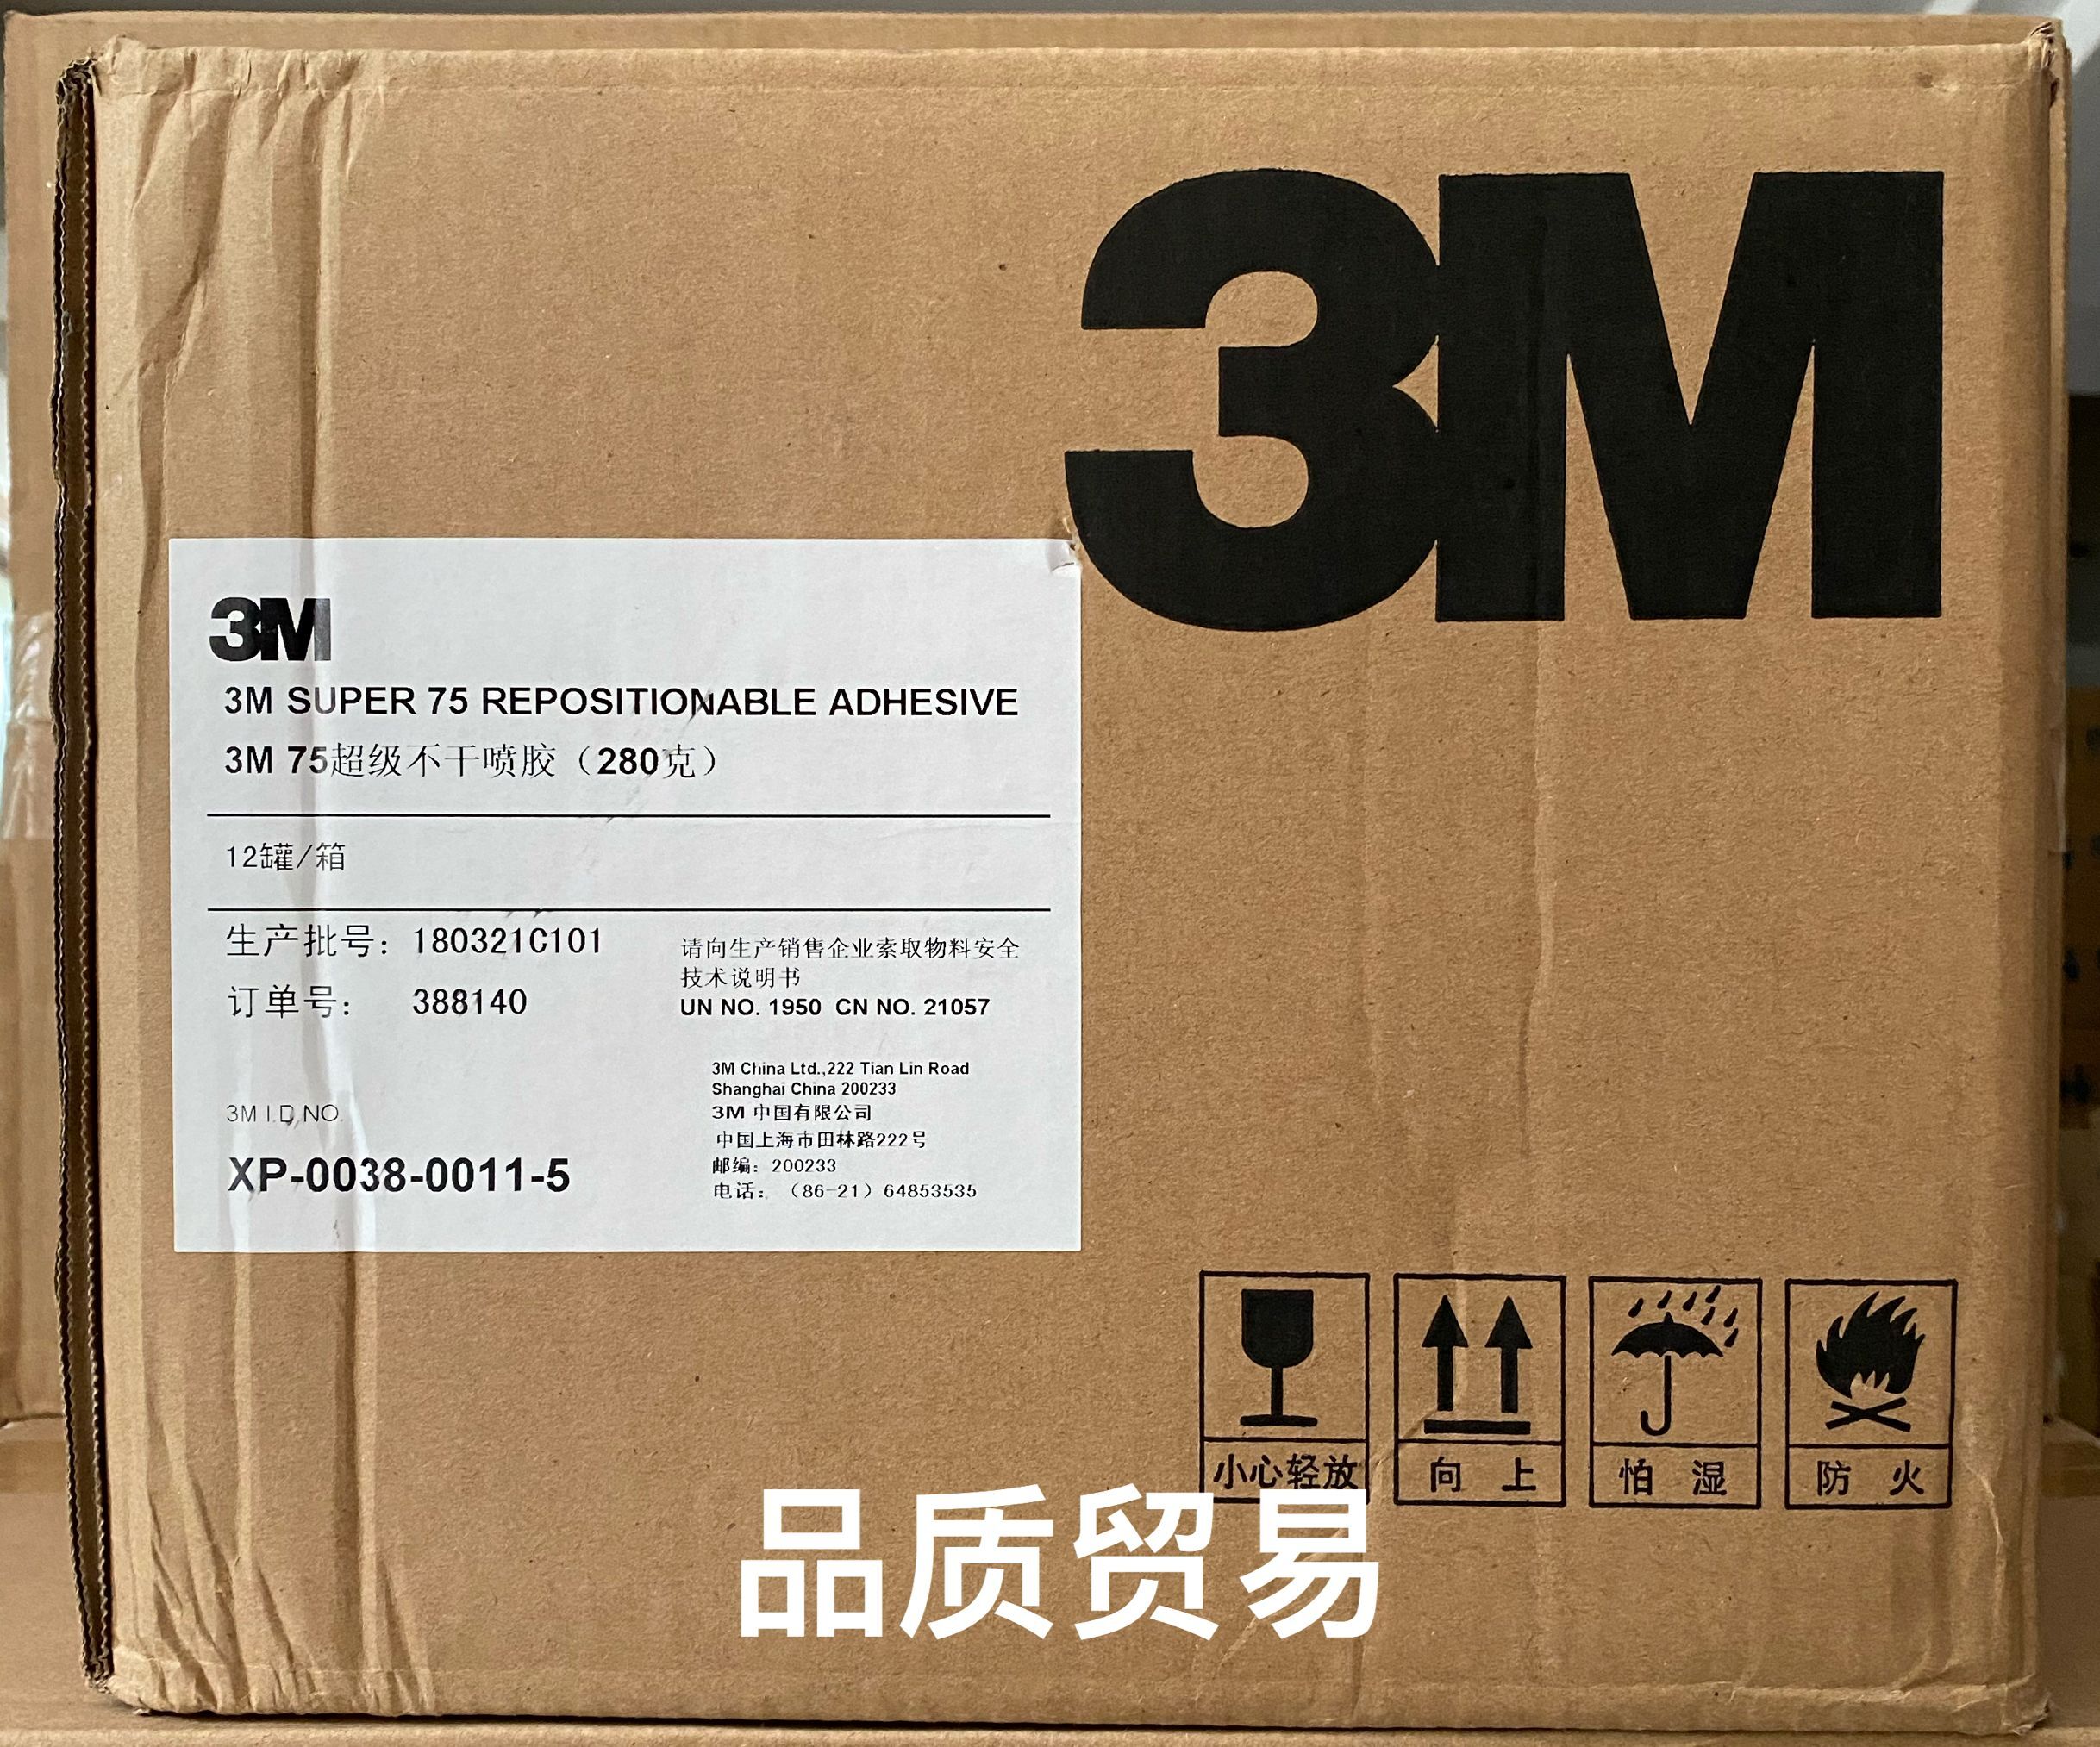 3M
3M
3M SUPER 75 REPOSITIONABLE ADHESIVE
3M 75超级不干喷胶（280克）
12罐/箱
生产批号：180321C101
订单号： 388140
请向生产销售企业索取物料安全
技术说明书
UN NO. 1950 CN NO. 21057
3M China Ltd.,222 Tian Lin Road
Shanghai China 200233
3M 中国有限公司
中国上海市田林路222号
邮编：200233
电话：（86-21）64853535
3M I.D.NO.
XP-0038-0011-5
小心轻放
向上
怕湿
防火
品质贸易